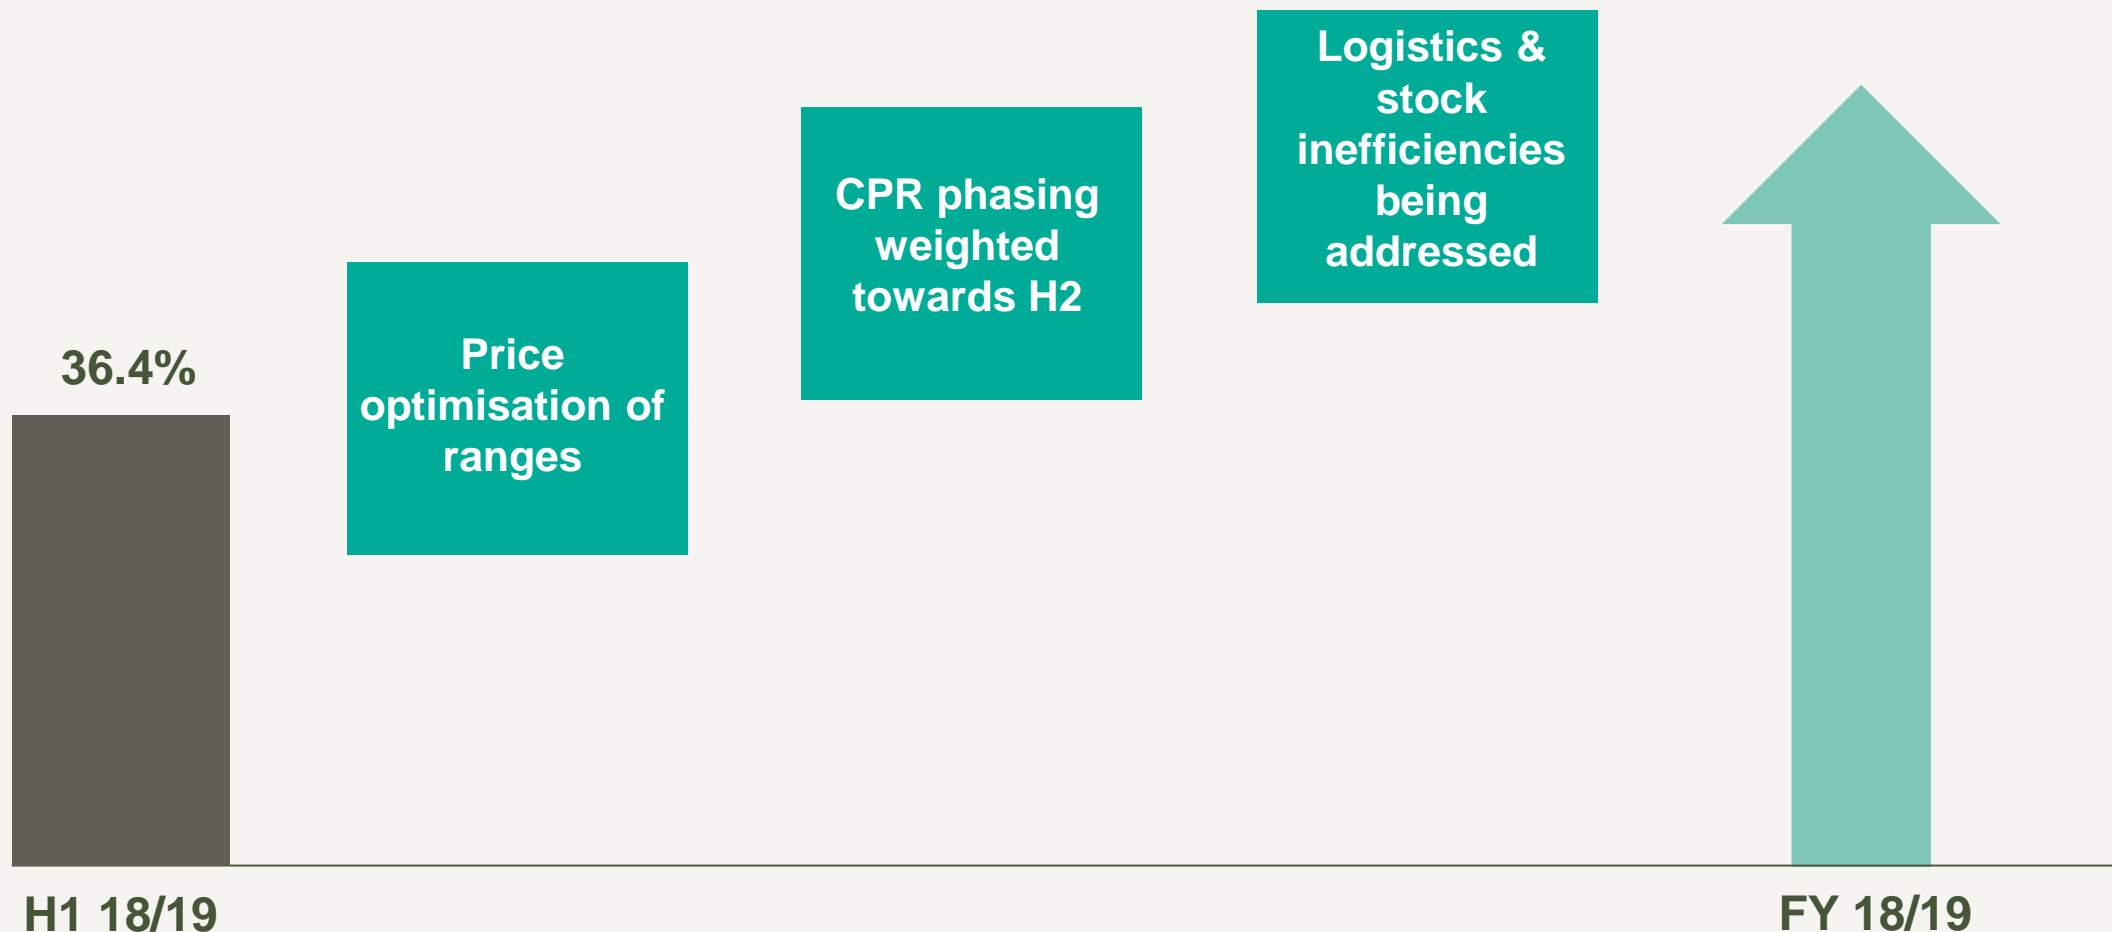 36.4%
H1 18/19
Price
optimisation of
ranges
CPR phasing
weighted
towards H2
Logistics &
stock
inefficiencies
being
addressed
FY 18/19